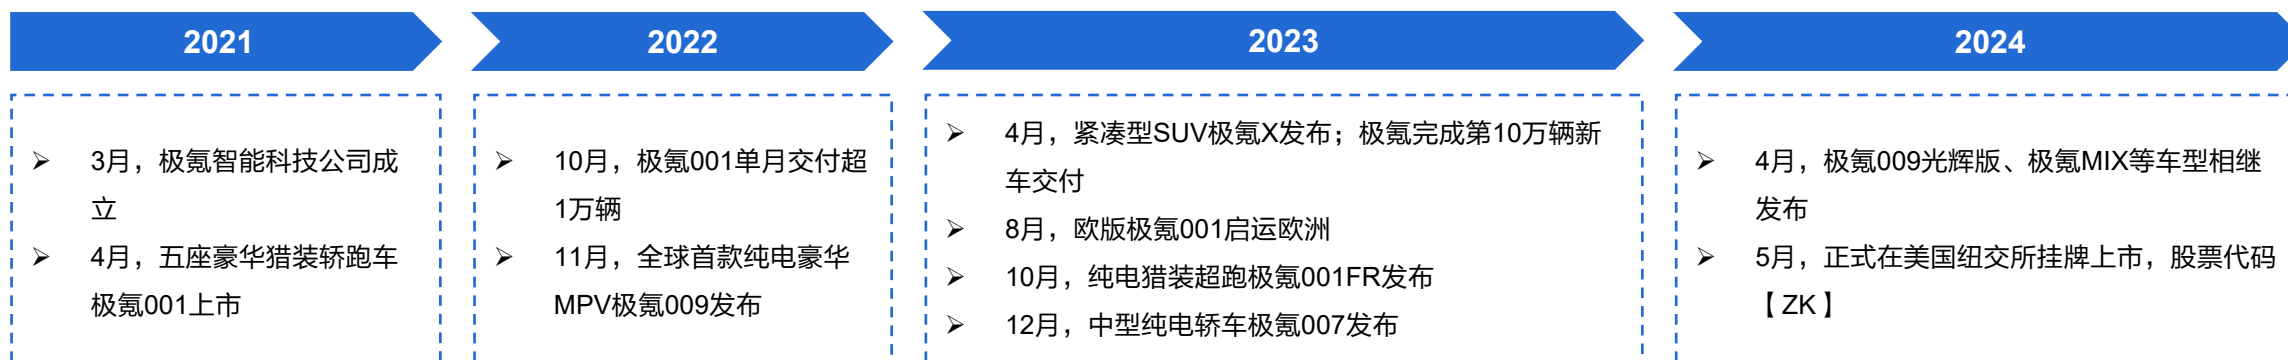 2021
3月，极氪智能科技公司成
立
4月，五座豪华猎装轿跑车
极氪001上市
2022
10月，极氪001单月交付超
1万辆
11月，全球首款纯电豪华
MPV极氪009发布
2023
4月，紧凑型SUV极氪X发布；极氪完成第10万辆新
车交付
8月，欧版极氪001启运欧洲
10月，纯电猎装超跑极氪001FR发布
12月，中型纯电轿车极氪007发布
2024
4月，极氪009光辉版、极氪MIX等车型相继
发布
5月，正式在美国纽交所挂牌上市，股票代码
【 ZK 】